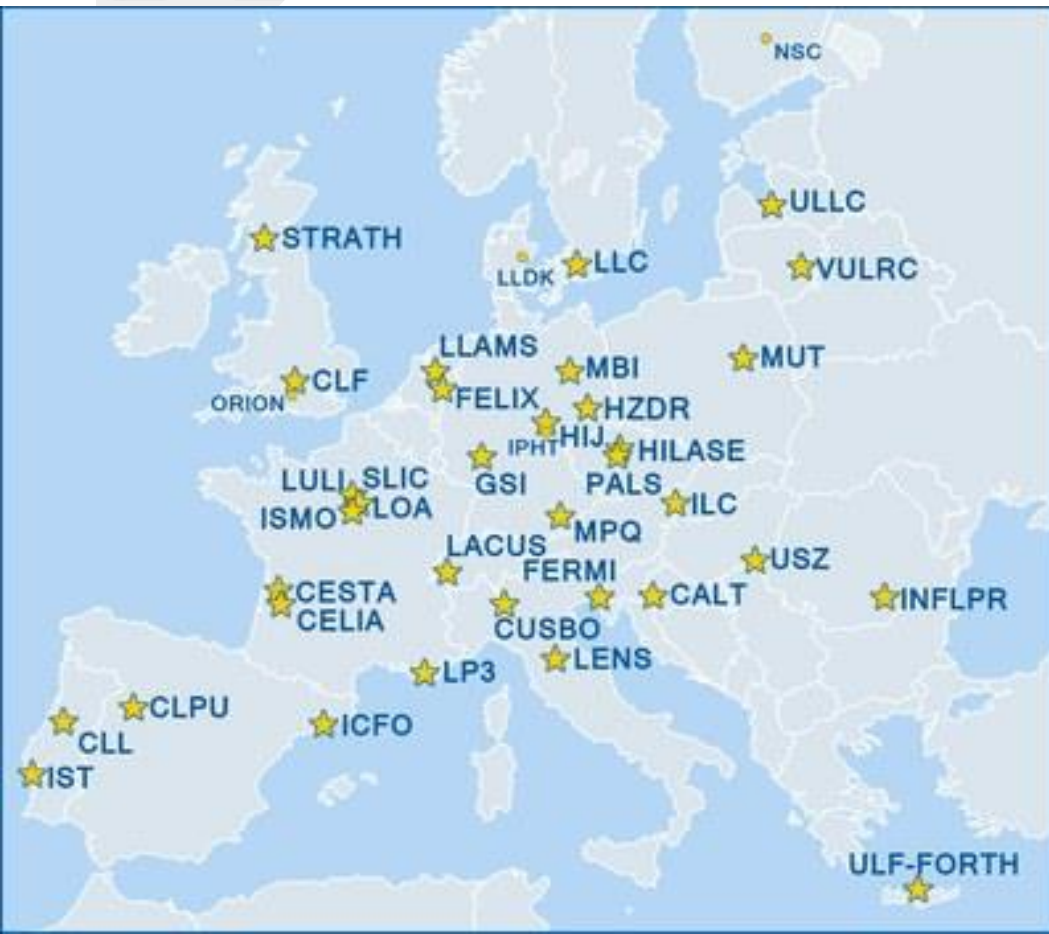 NSC
ULLC
STRATH
LLC
VULRC
LLDK
LLAMS
MUT
MBI
CLF
FELIX
ORION
HZDR
HIJ
IPHT
HILASE
LULI
SLIC
GSI
PALS
ISMO
LOA
ILC
MPQ
LACUS
USZ
FERMI
CESTA
CALT
INFLPR
CELIA
CUSBO
LENS
LP3
CLPU
ICFO
CLL
IST
ULF-FORTH